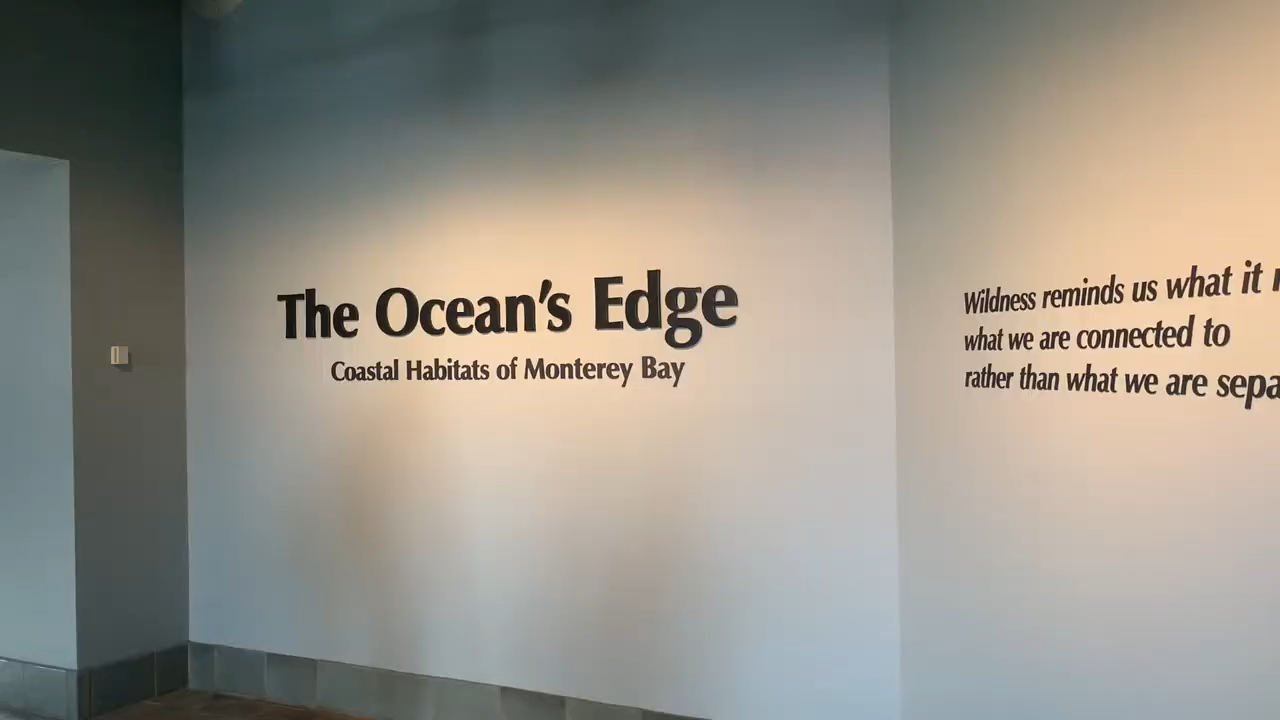 The Ocean's Edge
Coastal Habitats of Monterey Bay
Wildness reminds us what it
what we are connected to
rather than what we are